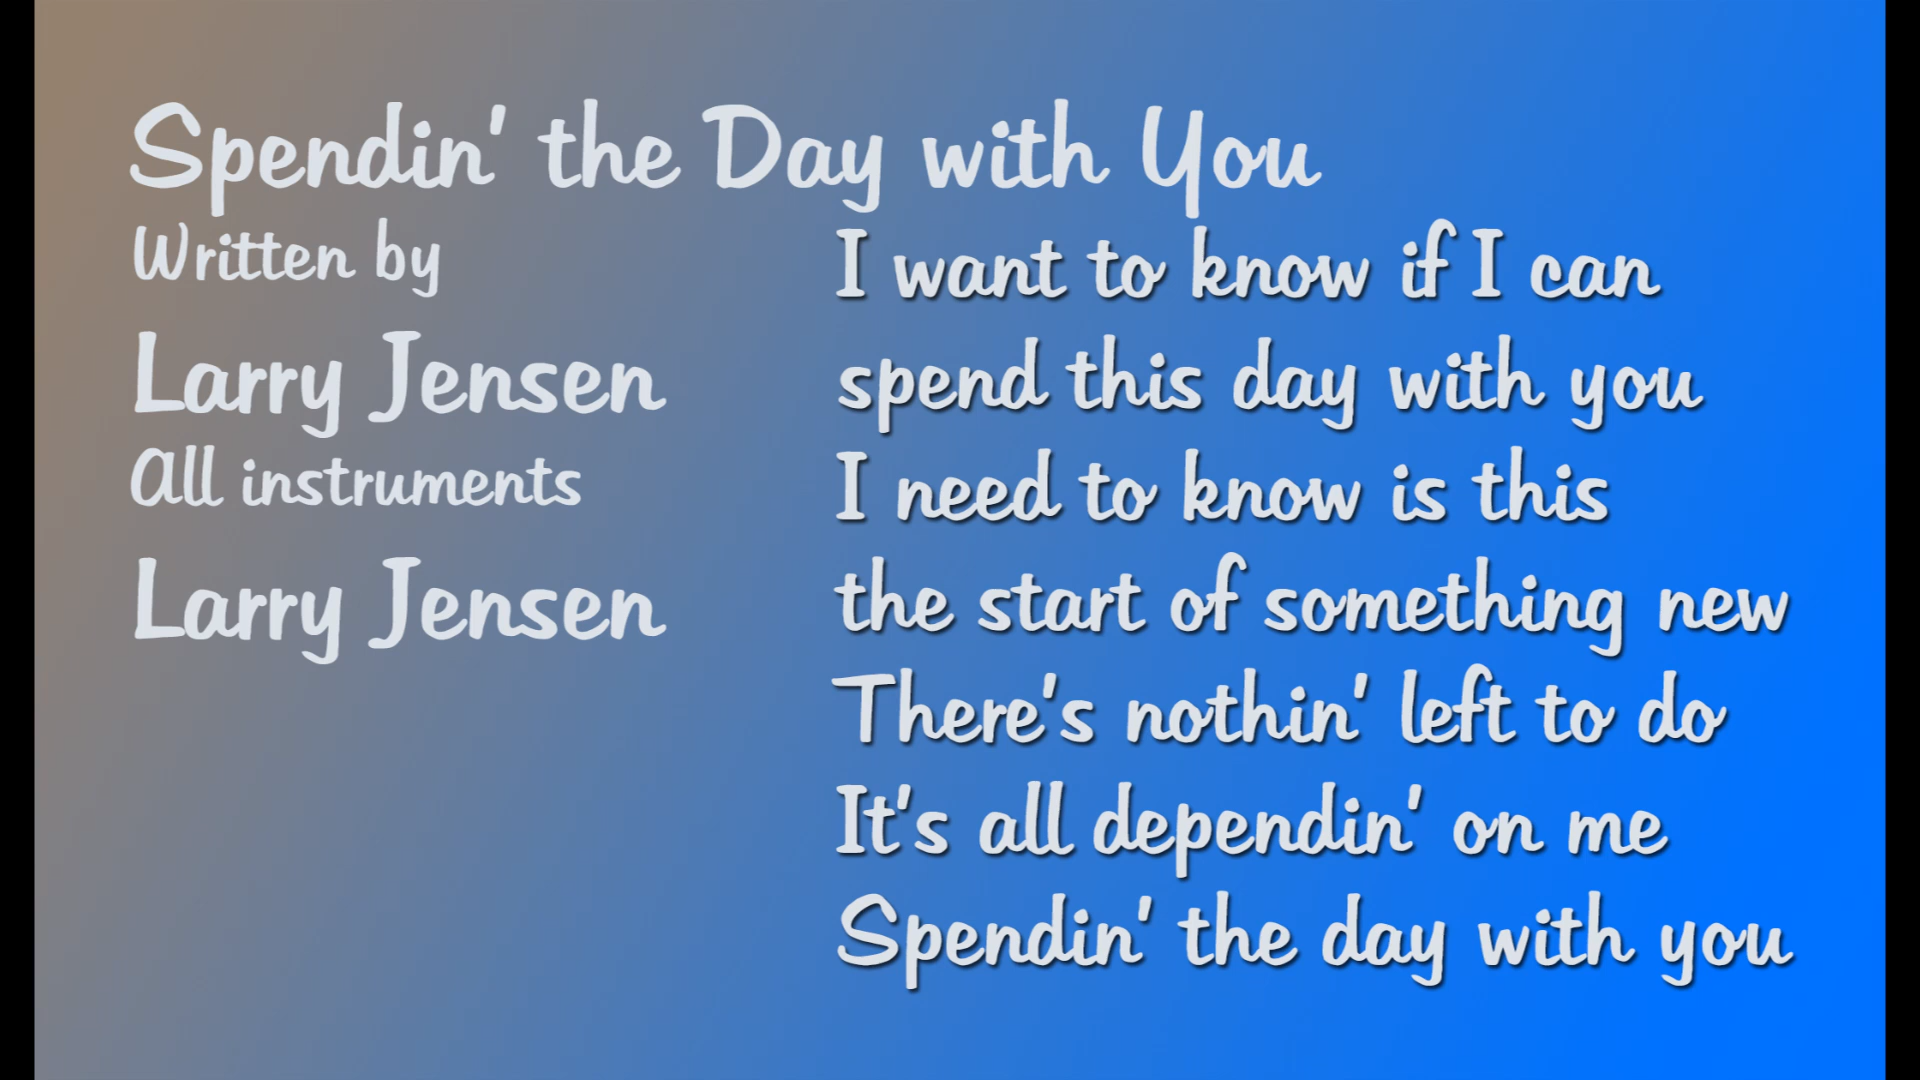 Spendin' the Day with You
Written by
Larry Jensen
All instruments
Larry Jensen
I want to know if I can
spend this day with you
I need to know is this
the start of something new
There's nothin' left to do
It's all dependin' on me
Spendin' the day with you